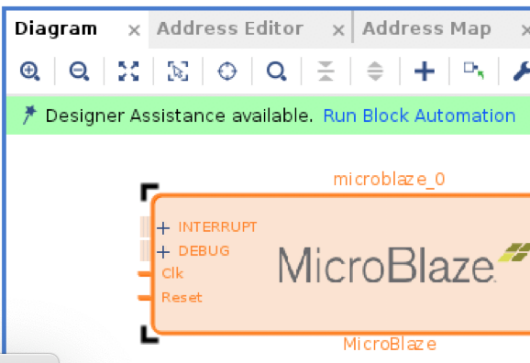 Diagram × Address Editor × Address Map ×
Designer Assistance available. Run Block Automation
microblaze_0
+ INTERRUPT
+ DEBUG
Clk
Reset
MicroBlaze
MicroBlaze